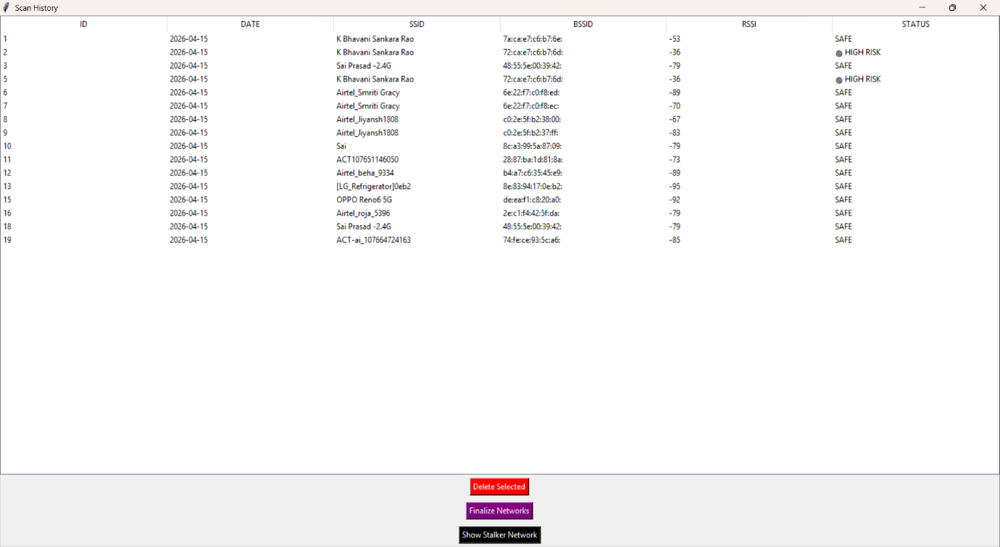 Scan History
ID DATE SSID BSSID RSSI STATUS
1 2026-04-15 K Bhavani Sankara Rao 7a:ca:e7:c6:b7:6e: -53 SAFE
2 2026-04-15 K Bhavani Sankara Rao 72:ca:e7:c6:b7:6d: -36 HIGH RISK
3 2026-04-15 Sai Prasad -2.4G 48:55:5e:00:39:42: -79 SAFE
5 2026-04-15 K Bhavani Sankara Rao 72:ca:e7:c6:b7:6d: -36 HIGH RISK
6 2026-04-15 Airtel_Smriti Gracy 6e:22:f7:c0:f8:ed: -89 SAFE
7 2026-04-15 Airtel_Smriti Gracy 6e:22:f7:c0:f8:ec: -70 SAFE
8 2026-04-15 Airtel_Jiyansh1808 c0:2e:5f:b2:38:00: -67 SAFE
9 2026-04-15 Airtel_Jiyansh1808 c0:2e:5f:b2:37:ff: -83 SAFE
10 2026-04-15 Sai 8c:a3:99:5a:87:09: -79 SAFE
11 2026-04-15 ACT107651146050 28:87:ba:1d:81:8a: -73 SAFE
12 2026-04-15 Airtel_beha_9334 b4:a7:c6:35:45:e9: -89 SAFE
13 2026-04-15 [LG_Refrigerator]0eb2 8e:83:94:17:0e:b2: -95 SAFE
15 2026-04-15 OPPO Reno6 5G de:ea:f1:c8:20:a0: -92 SAFE
16 2026-04-15 Airtel_roja_5396 2e:c1:f4:42:5f:da: -79 SAFE
18 2026-04-15 Sai Prasad -2.4G 48:55:5e:00:39:42: -79 SAFE
19 2026-04-15 ACT-ai_107664724163 74:fe:ce:93:5c:a6: -85 SAFE
Delete Selected
Finalize Networks
Show Stalker Network